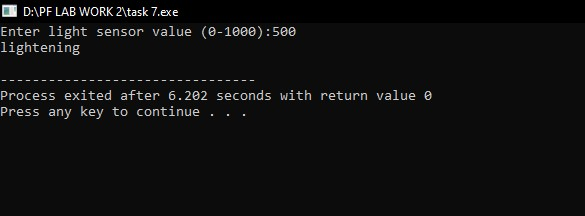 D:\PF LAB WORK 2\task 7.exe
Enter light sensor value (0-1000):500
lightening
--------------------------------
Process exited after 6.202 seconds with return value 0
Press any key to continue . . .